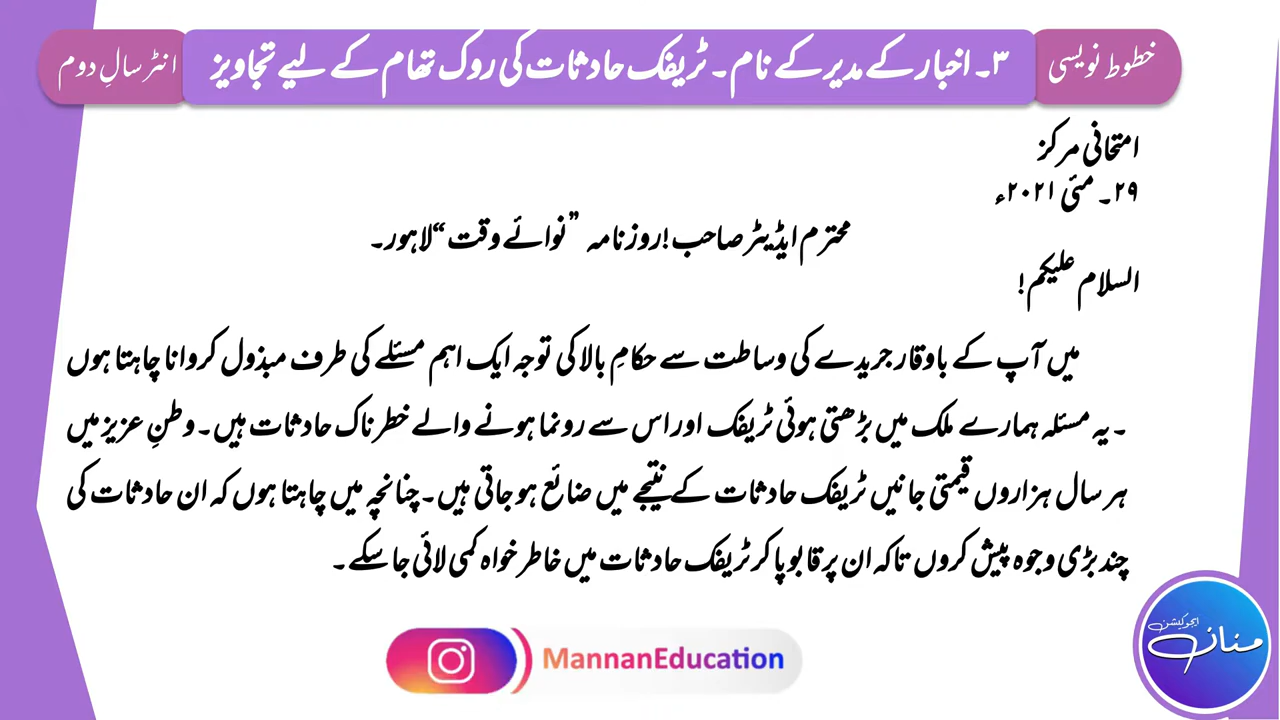 خطوط نویسی
۳۔ اخبار کے مدیر کے نام۔ ٹریفک حادثات کی روک تھام کے لیے تجاویز
انٹر سالِ دوم
امتحانی مرکز
۲۹۔ مئی ۲۰۲۱ء
محترم ایڈیٹر صاحب! روزنامہ ”نوائے وقت“ لاہور۔
السلام علیکم!
میں آپ کے باوقار جریدے کی وساطت سے حکامِ بالا کی توجہ ایک اہم مسئلے کی طرف مبذول کروانا چاہتا ہوں
۔ یہ مسئلہ ہمارے ملک میں بڑھتی ہوئی ٹریفک اور اس سے رونما ہونے والے خطرناک حادثات ہیں۔ وطنِ عزیز میں
ہر سال ہزاروں قیمتی جانیں ٹریفک حادثات کے نتیجے میں ضائع ہو جاتی ہیں۔ چنانچہ میں چاہتا ہوں کہ ان حادثات کی
چند بڑی وجوہ پیش کروں تاکہ ان پر قابو پا کر ٹریفک حادثات میں خاطر خواہ کمی لائی جا سکے۔
MannanEducation
ایجوکیشن
منان